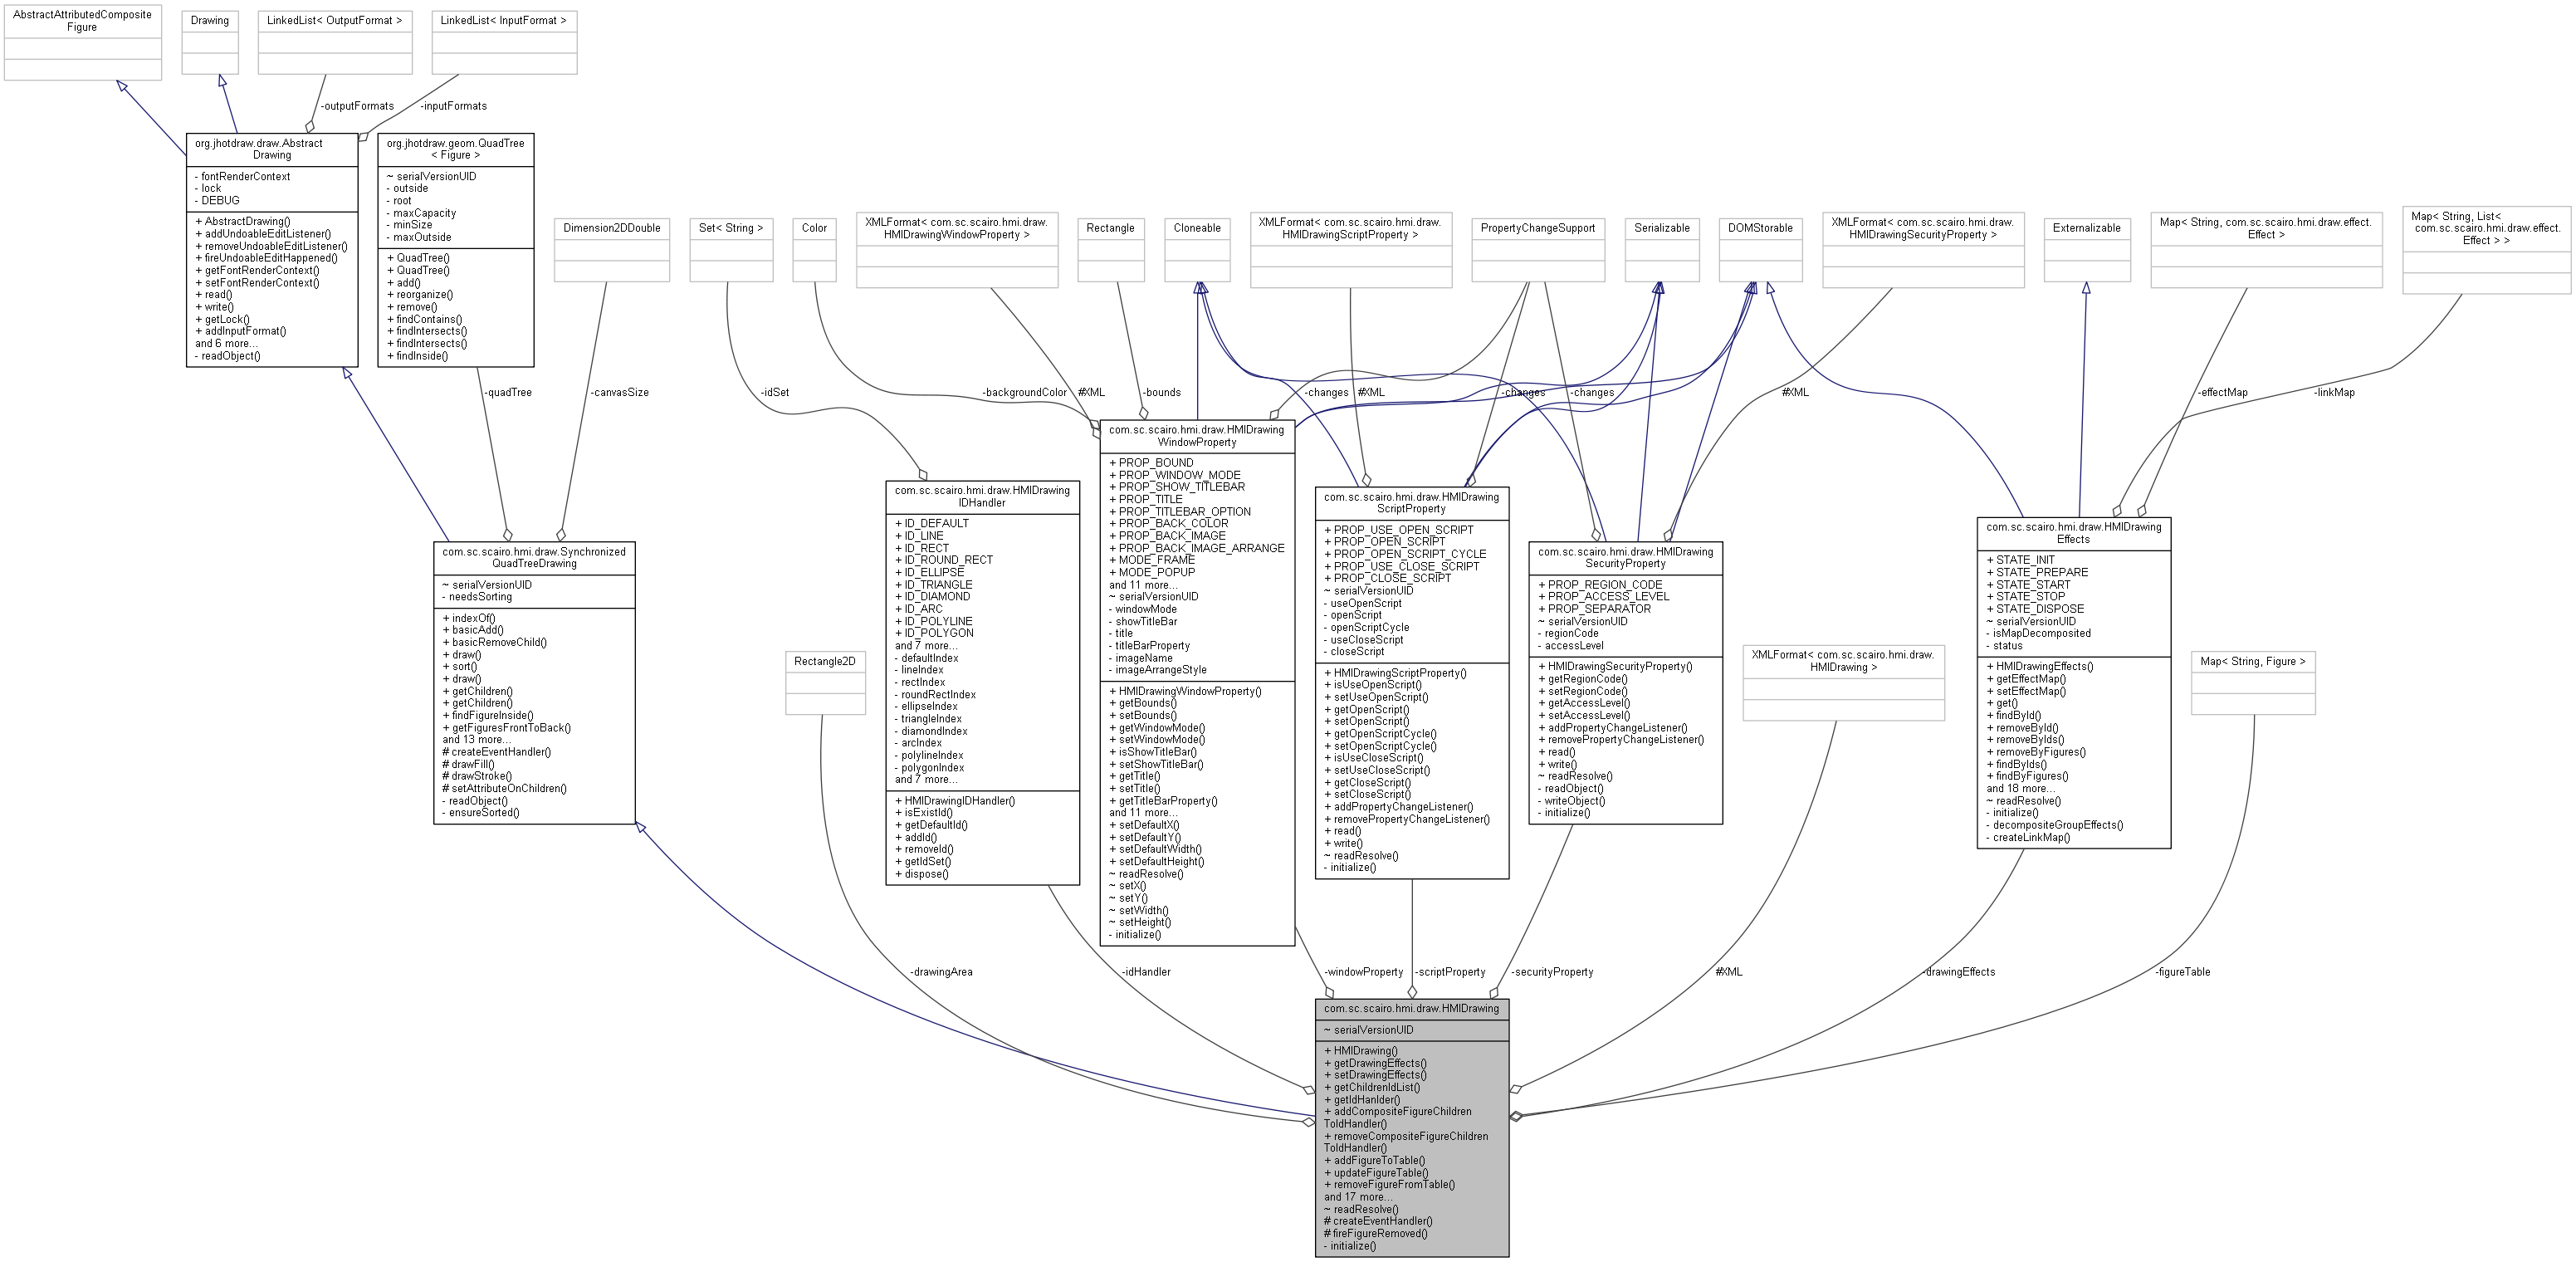 AbstractAttributedComposite
Figure
Drawing
LinkedList< OutputFormat >
LinkedList< InputFormat >
-outputFormats
-inputFormats
org.jhotdraw.draw.Abstract
Drawing
- fontRenderContext
- lock
- DEBUG
+ AbstractDrawing()
+ addUndoableEditListener()
+ removeUndoableEditListener()
+ fireUndoableEditHappened()
+ getFontRenderContext()
+ setFontRenderContext()
+ read()
+ write()
+ getLock()
+ addInputFormat()
and 6 more...
- readObject()
org.jhotdraw.geom.QuadTree
< Figure >
~ serialVersionUID
- outside
- root
- maxCapacity
- minSize
- maxOutside
+ QuadTree()
+ QuadTree()
+ add()
+ reorganize()
+ remove()
+ findContains()
+ findIntersects()
+ findIntersects()
+ findInside()
Dimension2DDouble
Set< String >
Color
XMLFormat< com.sc.scairo.hmi.draw.
HMIDrawingWindowProperty >
Rectangle
Cloneable
XMLFormat< com.sc.scairo.hmi.draw.
HMIDrawingScriptProperty >
PropertyChangeSupport
Serializable
DOMStorable
XMLFormat< com.sc.scairo.hmi.draw.
HMIDrawingSecurityProperty >
Externalizable
Map< String, com.sc.scairo.hmi.draw.effect.
Effect >
Map< String, List<
com.sc.scairo.hmi.draw.effect.
Effect > >
-quadTree
-canvasSize
-idSet
-backgroundColor
#XML
-bounds
-changes
#XML
-changes
-changes
#XML
-effectMap
-linkMap
com.sc.scairo.hmi.draw.Synchronized
QuadTreeDrawing
~ serialVersionUID
- needsSorting
+ indexOf()
+ basicAdd()
+ basicRemoveChild()
+ draw()
+ sort()
+ draw()
+ getChildren()
+ getChildren()
+ findFigureInside()
+ getFiguresFrontToBack()
and 13 more...
# createEventHandler()
# drawFill()
# drawStroke()
# setAttributeOnChildren()
- readObject()
- ensureSorted()
Rectangle2D
com.sc.scairo.hmi.draw.HMIDrawing
IDHandler
+ ID_DEFAULT
+ ID_LINE
+ ID_RECT
+ ID_ROUND_RECT
+ ID_ELLIPSE
+ ID_TRIANGLE
+ ID_DIAMOND
+ ID_ARC
+ ID_POLYLINE
+ ID_POLYGON
and 7 more...
- defaultIndex
- lineIndex
- rectIndex
- roundRectIndex
- ellipseIndex
- triangleIndex
- diamondIndex
- arcIndex
- polylineIndex
- polygonIndex
and 7 more...
+ HMIDrawingIDHandler()
+ isExistId()
+ getDefaultId()
+ addId()
+ removeId()
+ getIdSet()
+ dispose()
com.sc.scairo.hmi.draw.HMIDrawing
WindowProperty
+ PROP_BOUND
+ PROP_WINDOW_MODE
+ PROP_SHOW_TITLEBAR
+ PROP_TITLE
+ PROP_TITLEBAR_OPTION
+ PROP_BACK_COLOR
+ PROP_BACK_IMAGE
+ PROP_BACK_IMAGE_ARRANGE
+ MODE_FRAME
+ MODE_POPUP
and 11 more...
~ serialVersionUID
- windowMode
- showTitleBar
- title
- titleBarProperty
- imageName
- imageArrangeStyle
+ HMIDrawingWindowProperty()
+ getBounds()
+ setBounds()
+ getWindowMode()
+ setWindowMode()
+ isShowTitleBar()
+ setShowTitleBar()
+ getTitle()
+ setTitle()
+ getTitleBarProperty()
and 11 more...
+ setDefaultX()
+ setDefaultY()
+ setDefaultWidth()
+ setDefaultHeight()
~ readResolve()
~ setX()
~ setY()
~ setWidth()
~ setHeight()
- initialize()
com.sc.scairo.hmi.draw.HMIDrawing
ScriptProperty
+ PROP_USE_OPEN_SCRIPT
+ PROP_OPEN_SCRIPT
+ PROP_OPEN_SCRIPT_CYCLE
+ PROP_USE_CLOSE_SCRIPT
+ PROP_CLOSE_SCRIPT
~ serialVersionUID
- useOpenScript
- openScript
- openScriptCycle
- useCloseScript
- closeScript
+ HMIDrawingScriptProperty()
+ isUseOpenScript()
+ setUseOpenScript()
+ getOpenScript()
+ setOpenScript()
+ getOpenScriptCycle()
+ setOpenScriptCycle()
+ isUseCloseScript()
+ setUseCloseScript()
+ getCloseScript()
+ setCloseScript()
+ addPropertyChangeListener()
+ removePropertyChangeListener()
+ read()
+ write()
~ readResolve()
- initialize()
com.sc.scairo.hmi.draw.HMIDrawing
SecurityProperty
+ PROP_REGION_CODE
+ PROP_ACCESS_LEVEL
+ PROP_SEPARATOR
~ serialVersionUID
- regionCode
- accessLevel
+ HMIDrawingSecurityProperty()
+ getRegionCode()
+ setRegionCode()
+ getAccessLevel()
+ setAccessLevel()
+ addPropertyChangeListener()
+ removePropertyChangeListener()
+ read()
+ write()
~ readResolve()
- readObject()
- writeObject()
- initialize()
XMLFormat< com.sc.scairo.hmi.draw.
HMIDrawing >
com.sc.scairo.hmi.draw.HMIDrawing
Effects
+ STATE_INIT
+ STATE_PREPARE
+ STATE_START
+ STATE_STOP
+ STATE_DISPOSE
~ serialVersionUID
- isMapDecomposited
- status
+ HMIDrawingEffects()
+ getEffectMap()
+ setEffectMap()
+ get()
+ findById()
+ removeById()
+ removeByIds()
+ removeByFigures()
+ findByIds()
+ findByFigures()
and 18 more...
~ readResolve()
- initialize()
- decompositeGroupEffects()
- createLinkMap()
Map< String, Figure >
-drawingArea
-idHandler
-windowProperty
-scriptProperty
-securityProperty
#XML
-drawingEffects
-figureTable
com.sc.scairo.hmi.draw.HMIDrawing
~ serialVersionUID
+ HMIDrawing()
+ getDrawingEffects()
+ setDrawingEffects()
+ getChildrenIdList()
+ getIdHanlder()
+ addCompositeFigureChildren
ToIdHandler()
+ removeCompositeFigureChildren
ToIdHandler()
+ addFigureToTable()
+ updateFigureTable()
+ removeFigureFromTable()
and 17 more...
~ readResolve()
# createEventHandler()
# fireFigureRemoved()
- initialize()